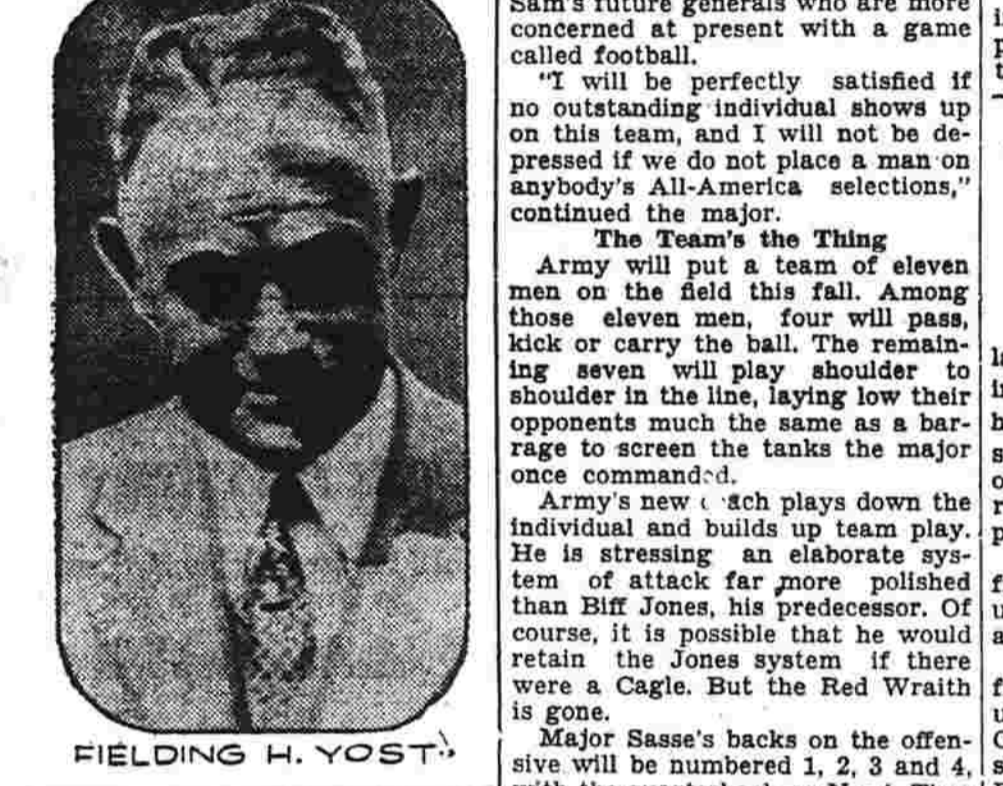 FIELDING H. YOST
Sam's future generals who are more
concerned at present with a game
called football.
"I will be perfectly satisfied if
no outstanding individual shows up
on this team, and I will not be de-
pressed if we do not place a man on
anybody's All-America selections,"
continued the major.
The Team's the Thing
Army will put a team of eleven
men on the field this fall. Among
those eleven men, four will pass,
kick or carry the ball. The remain-
ing seven will play shoulder to
shoulder in the line, laying low their
opponents much the same as a bar-
rage to screen the tanks the major
once commanded.
Army's new plays down the
individual and builds up team play.
He is stressing an elaborate sys-
tem of attack far more polished
than Biff Jones, his predecessor. Of
course, it is possible that he would
retain the Jones system if there
were a Cagle. But the Red Wraith
is gone.
Major Sasse's backs on the offen-
sive will be numbered 1, 2, 3 and 4,